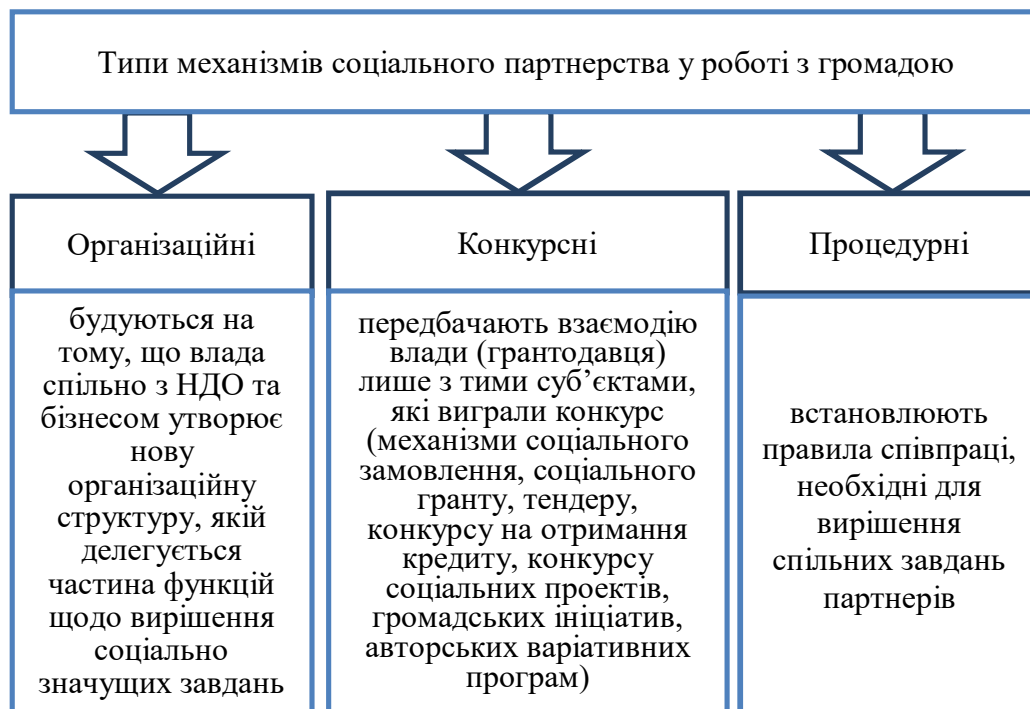 Типи механізмів соціального партнерства у роботі з громадою
Організаційні
будуються на
тому, що влада
спільно з НДО та
бізнесом утворює
нову
організаційну
структуру, якій
делегується
частина функцій
щодо вирішення
соціально
значущих завдань
Конкурсні
передбачають взаємодію
влади (грантодавця)
лише з тими суб’єктами,
які виграли конкурс
(механізми соціального
замовлення, соціального
гранту, тендеру,
конкурсу на отримання
кредиту, конкурсу
соціальних проектів,
громадських ініціатив,
авторських варіативних
програм)
Процедурні
встановлюють
правила співпраці,
необхідні для
вирішення
спільних завдань
партнерів